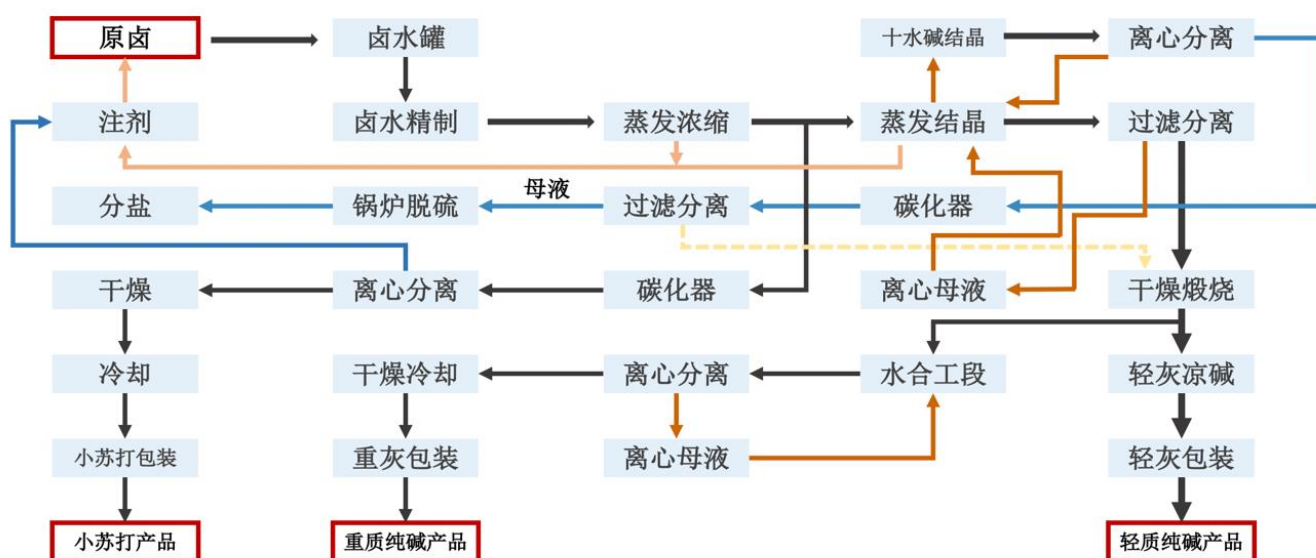 原卤
卤水罐
十水碱结晶
离心分离
注剂
卤水精制
蒸发浓缩
蒸发结晶
过滤分离
母液
分盐
锅炉脱硫
过滤分离
碳化器
干燥
离心分离
碳化器
离心母液
干燥煅烧
冷却
干燥冷却
离心分离
水合工段
轻灰凉碱
小苏打包装
重灰包装
离心母液
轻灰包装
小苏打产品
重质纯碱产品
轻质纯碱产品